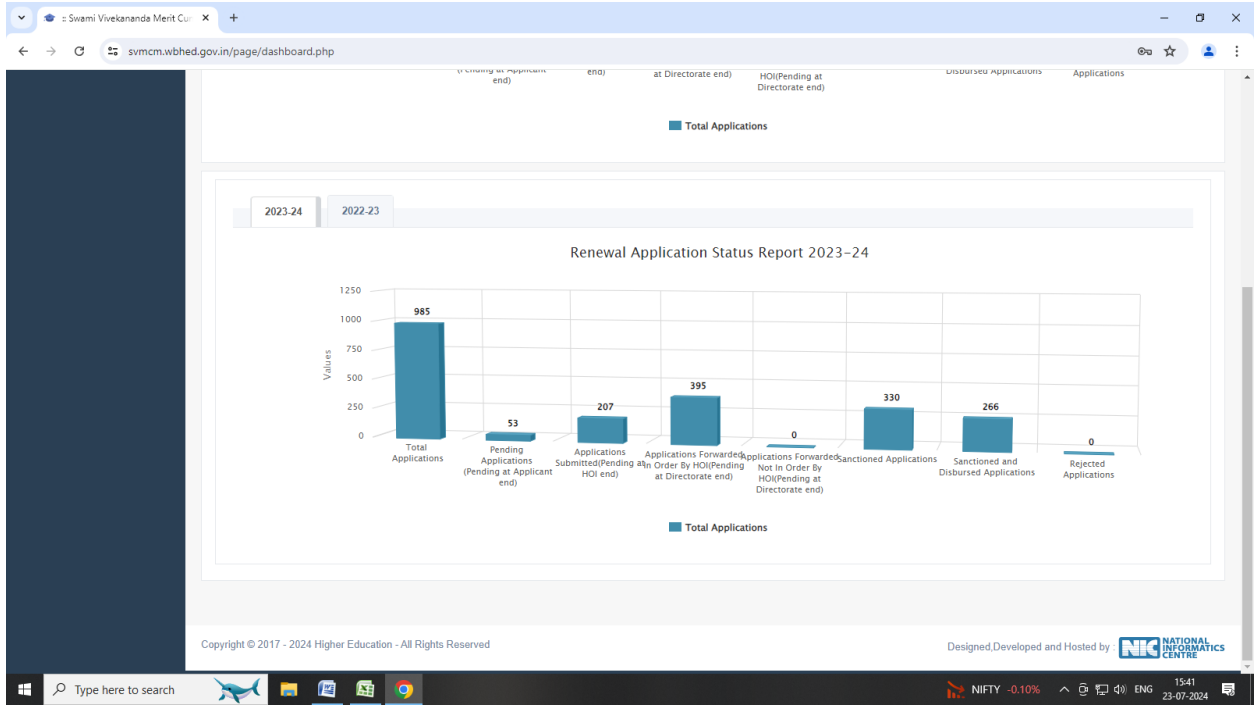 :: Swami Vivekananda Merit Cur
svmcm.wbhed.gov.in/page/dashboard.php
(Pending at Applicant
end)
end)
at Directorate end)
HOI(Pending at
Directorate end)
Disbursed Applications
Applications
Total Applications
2023-24
2022-23
Renewal Application Status Report 2023-24
Values
1250
1000
750
500
250
0
985
53
207
395
0
330
266
0
Total
Applications
Pending
Applications
(Pending at Applicant
end)
Applications
Submitted(Pending at
HOI end)
Applications Forwarded
In Order By HOI(Pending
at Directorate end)
Applications Forwarded
Not In Order By
HOI(Pending at
Directorate end)
Sanctioned Applications
Sanctioned and
Disbursed Applications
Rejected
Applications
Total Applications
Copyright © 2017 - 2024 Higher Education - All Rights Reserved
Designed,Developed and Hosted by :
NIC
NATIONAL
INFORMATICS
CENTRE
Type here to search
NIFTY -0.10%
ENG
15:41
23-07-2024